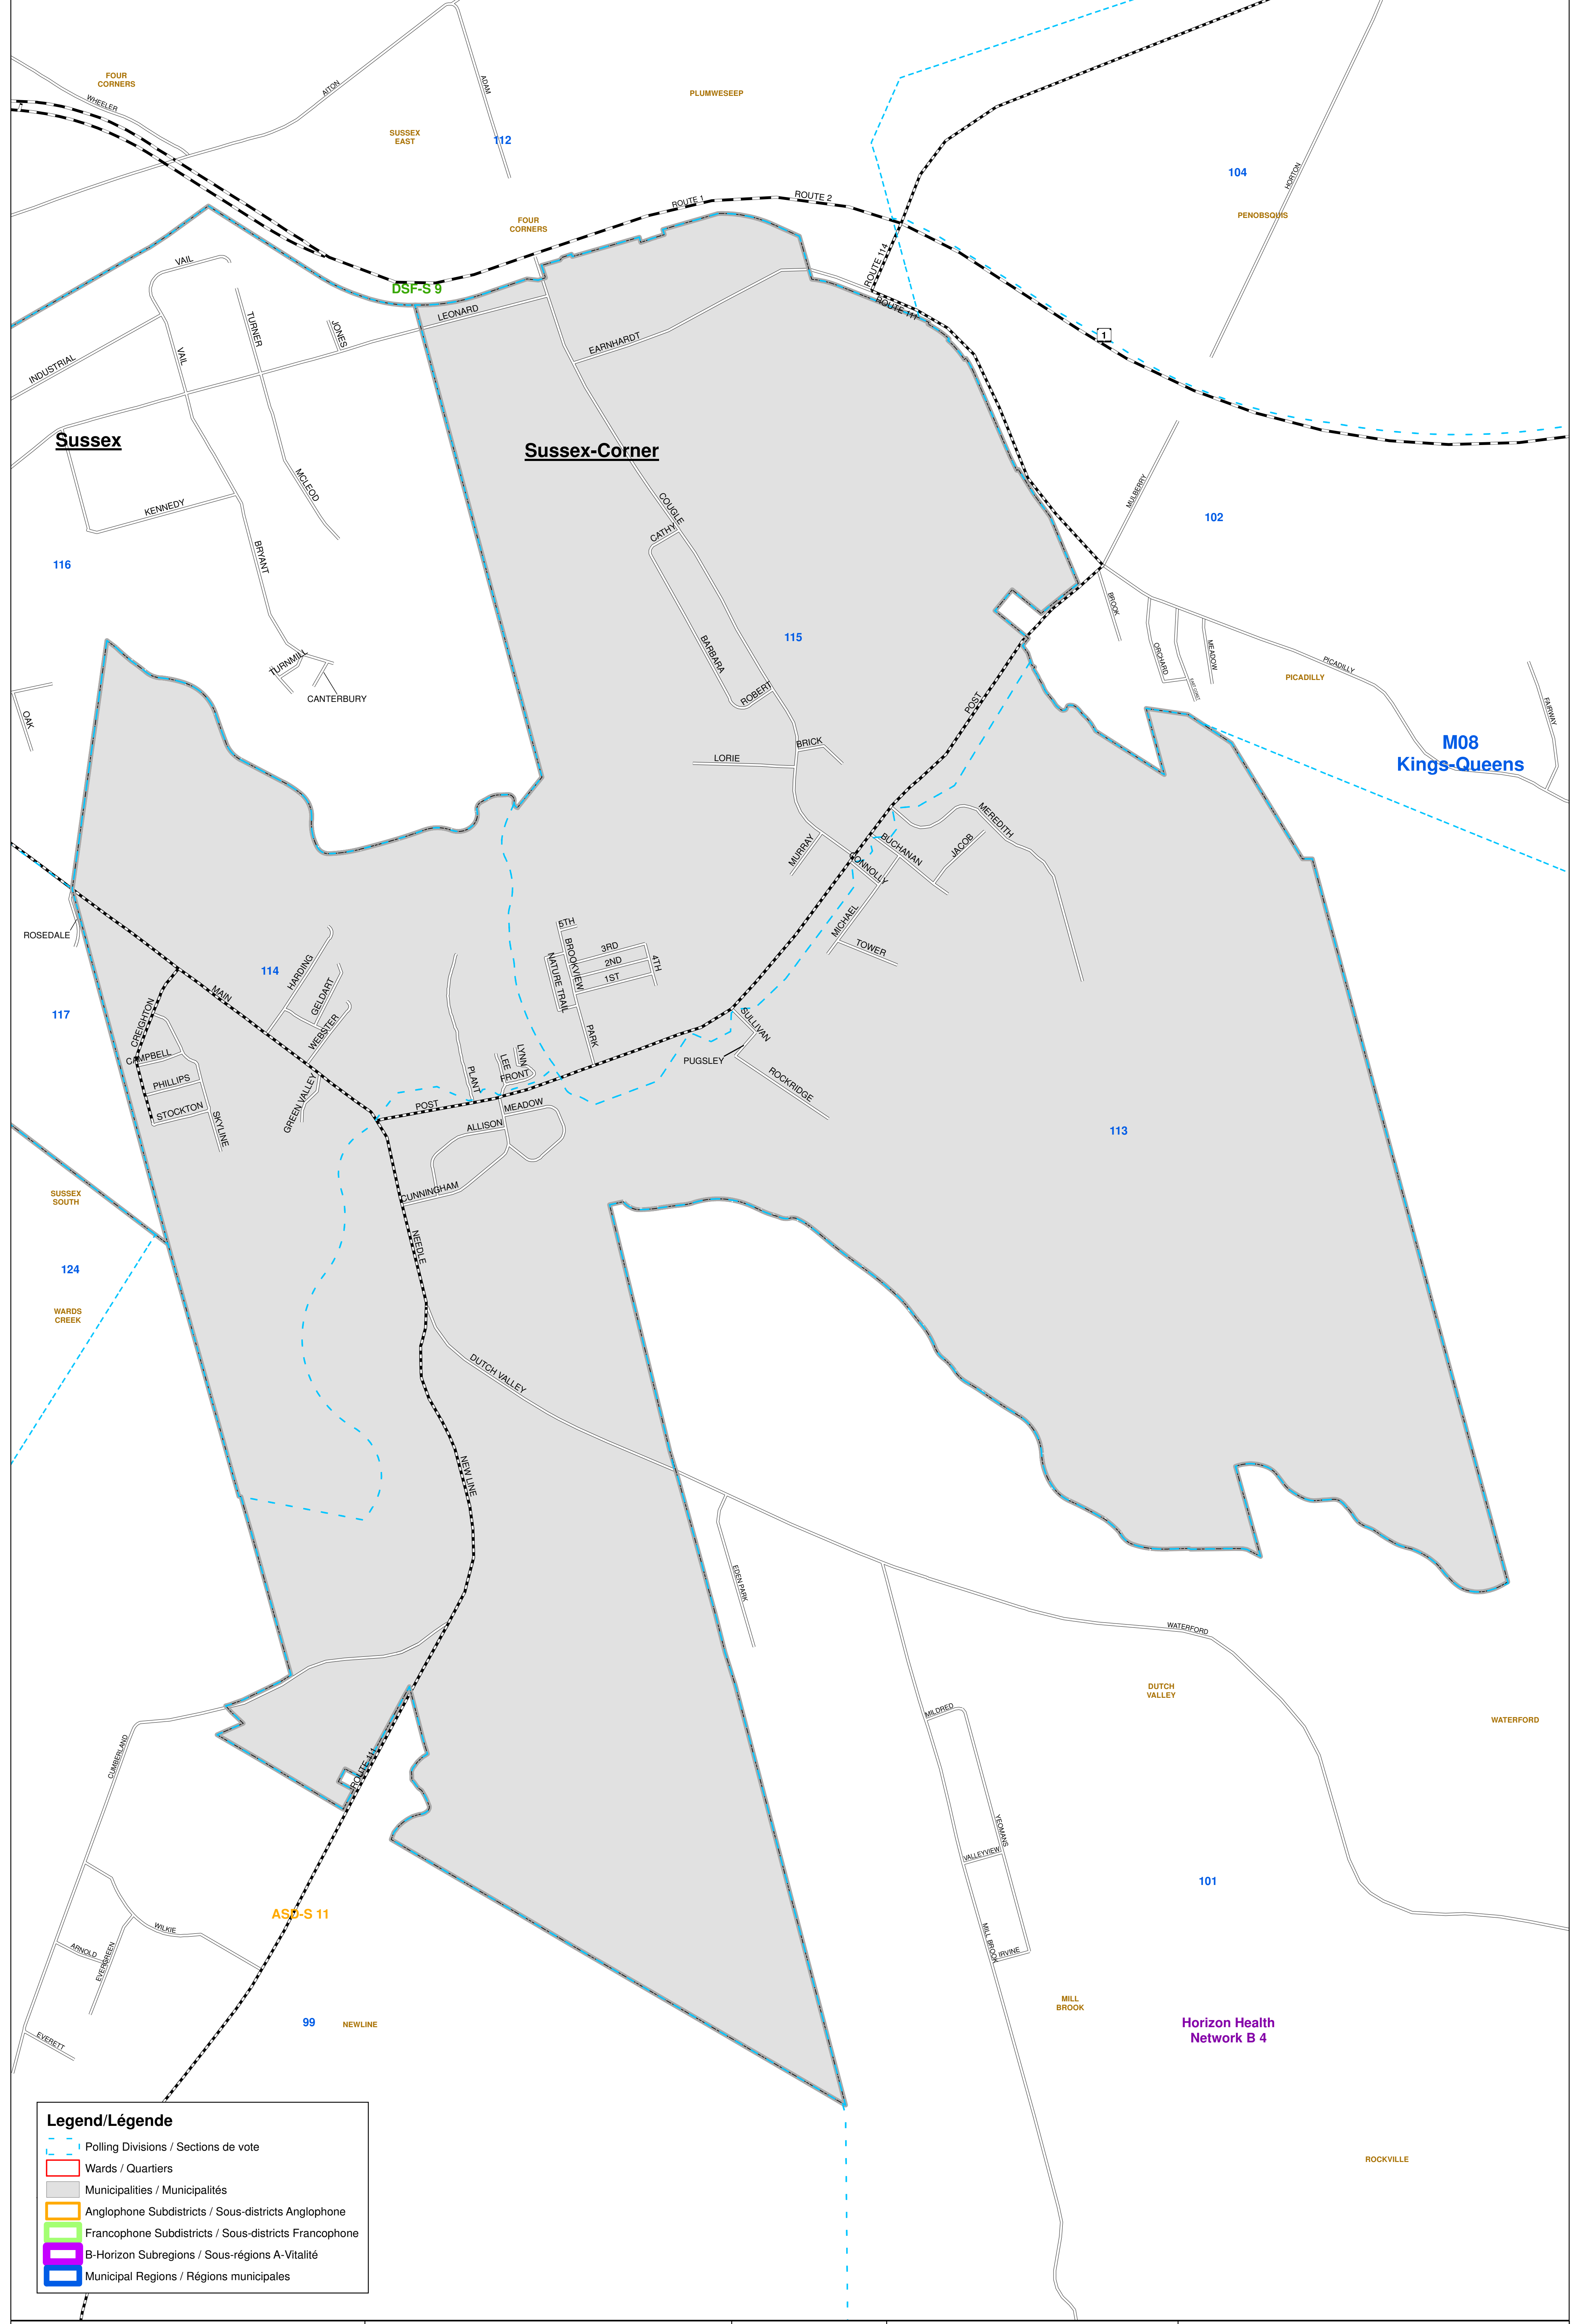 FOUR
CORNERS
WHEELER
AITON
ADAM
PLUMWESEEP
SUSSEX
EAST
112
104
HORTON
PENOBSQUIS
ROUTE 1
ROUTE 2
FOUR
CORNERS
ROUTE 114
ROUTE 111
VAIL
DSF-S 9
LEONARD
TURNER
JONES
EARNHARDT
1
INDUSTRIAL
VAIL
Sussex
Sussex-Corner
MCLEOD
KENNEDY
COUGLE
CATHY
MULBERRY
102
BRYANT
116
BROOK
115
BARBARA
ORCHARD
MEADOW
PICADILLY
PICADILLY
TURNMILL
CANTERBURY
ROBERT
POST
OAK
FAIRWAY
BRICK
LORIE
M08
Kings-Queens
MEREDITH
MURRAY
BUCHANAN
JACOB
CONNOLLY
MICHAEL
TOWER
ROSEDALE
5TH
BROOKVIEW
3RD
2ND
1ST
4TH
NATURE TRAIL
114
HARDING
GELDART
MAIN
WEBSTER
117
CREIGHTON
CAMPBELL
PHILLIPS
STOCKTON
SKYLINE
GREEN VALLEY
PARK
LYNN
LEE
FRONT
PLANT
SULLIVAN
PUGSLEY
ROCKRIDGE
POST
MEADOW
ALLISON
113
CUNNINGHAM
SUSSEX
SOUTH
NEEDLE
124
WARDS
CREEK
DUTCH VALLEY
NEW LINE
EDEN PARK
WATERFORD
DUTCH
VALLEY
WATERFORD
MILDRED
CUMBERLAND
ROUTE 111
YEOMANS
VALLEYVIEW
101
ASD-S 11
WILKIE
ARNOLD
EVERGREEN
MILL BROOK
IRVINE
MILL
BROOK
99
NEWLINE
EVERETT
Horizon Health
Network B 4
ROCKVILLE
Legend/Légende
Polling Divisions / Sections de vote
Wards / Quartiers
Municipalities / Municipalités
Anglophone Subdistricts / Sous-districts Anglophone
Francophone Subdistricts / Sous-districts Francophone
B-Horizon Subregions / Sous-régions A-Vitalité
Municipal Regions / Régions municipales